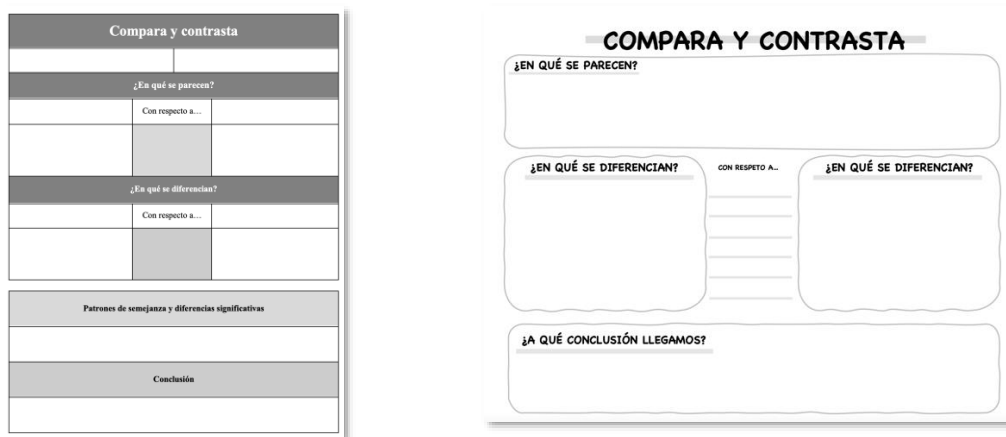 Compara y contrasta
¿En qué se parecen?
Con respecto a…
¿En qué se diferencian?
Con respecto a…
Patrones de semejanza y diferencias significativas
Conclusión
COMPARA Y CONTRASTA
¿EN QUÉ SE PARECEN?
¿EN QUÉ SE DIFERENCIAN?
CON RESPETO A...
¿EN QUÉ SE DIFERENCIAN?
¿A QUÉ CONCLUSIÓN LLEGAMOS?